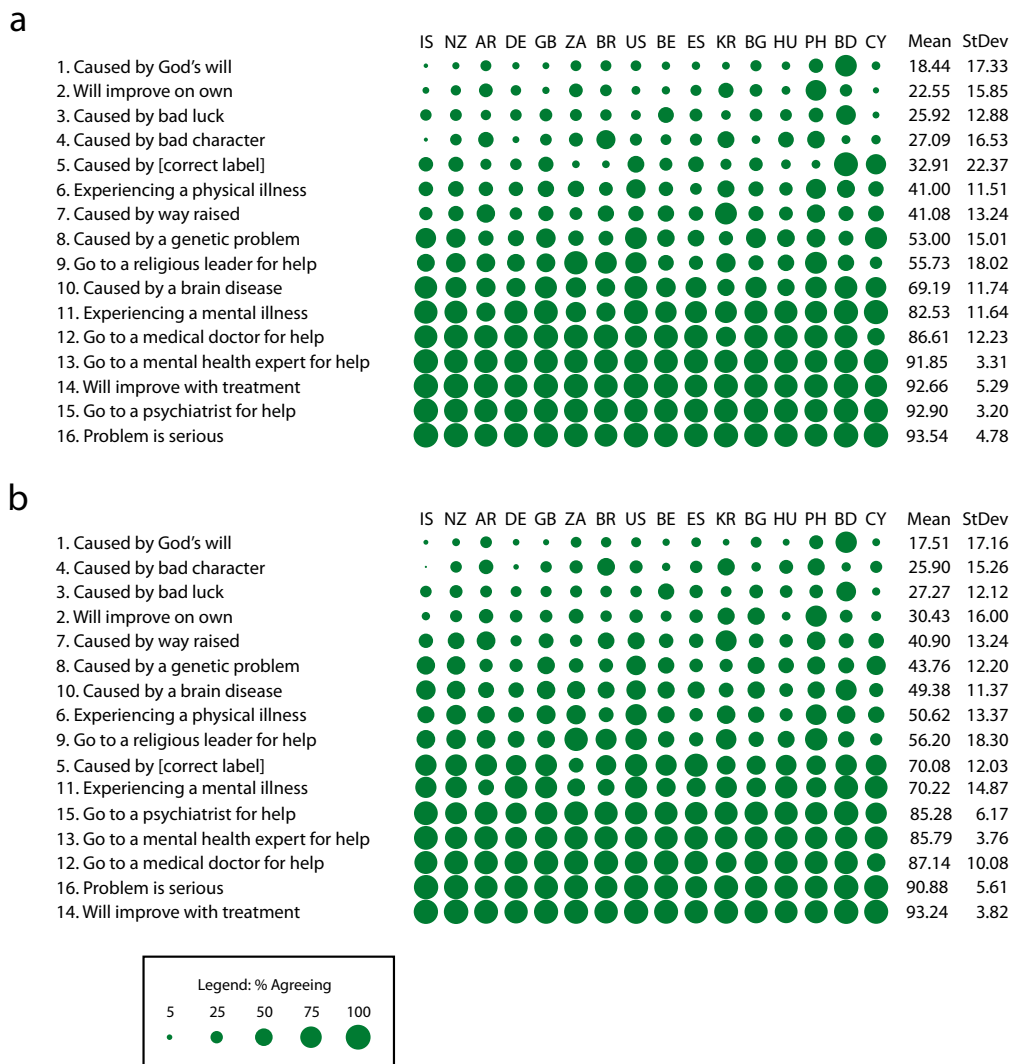 a
IS NZ AR DE GB ZA BR US BE ES KR BG HU PH BD CY Mean StDev
1. Caused by God’s will 18.44 17.33
2. Will improve on own 22.55 15.85
3. Caused by bad luck 25.92 12.88
4. Caused by bad character 27.09 16.53
5. Caused by [correct label] 32.91 22.37
6. Experiencing a physical illness 41.00 11.51
7. Caused by way raised 41.08 13.24
8. Caused by a genetic problem 53.00 15.01
9. Go to a religious leader for help 55.73 18.02
10. Caused by a brain disease 69.19 11.74
11. Experiencing a mental illness 82.53 11.64
12. Go to a medical doctor for help 86.61 12.23
13. Go to a mental health expert for help 91.85 3.31
14. Will improve with treatment 92.66 5.29
15. Go to a psychiatrist for help 92.90 3.20
16. Problem is serious 93.54 4.78
b
IS NZ AR DE GB ZA BR US BE ES KR BG HU PH BD CY Mean StDev
1. Caused by God’s will 17.51 17.16
4. Caused by bad character 25.90 15.26
3. Caused by bad luck 27.27 12.12
2. Will improve on own 30.43 16.00
7. Caused by way raised 40.90 13.24
8. Caused by a genetic problem 43.76 12.20
10. Caused by a brain disease 49.38 11.37
6. Experiencing a physical illness 50.62 13.37
9. Go to a religious leader for help 56.20 18.30
5. Caused by [correct label] 70.08 12.03
11. Experiencing a mental illness 70.22 14.87
15. Go to a psychiatrist for help 85.28 6.17
13. Go to a mental health expert for help 85.79 3.76
12. Go to a medical doctor for help 87.14 10.08
16. Problem is serious 90.88 5.61
14. Will improve with treatment 93.24 3.82
Legend: % Agreeing
5 25 50 75 100